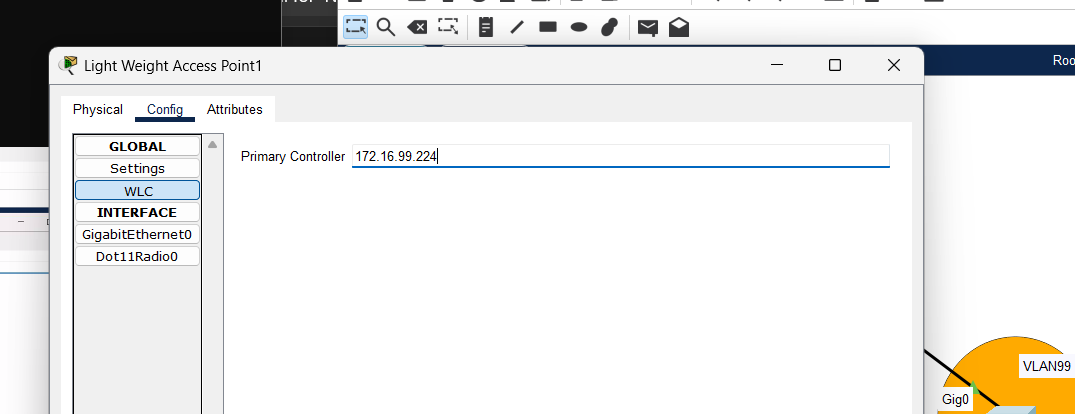 Roo
Light Weight Access Point1
Physical Config Attributes
GLOBAL
Settings
WLC
INTERFACE
GigabitEthernet0
Dot11Radio0
Primary Controller 172.16.99.224
VLAN99
Gig0